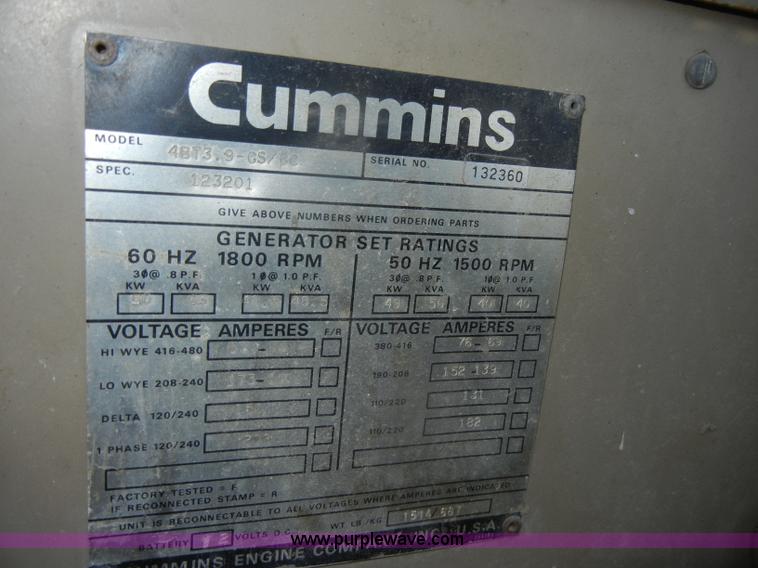 Cummins
MODEL 4BT3.9-GS/GC SERIAL NO. 132360
SPEC. 123201
GIVE ABOVE NUMBERS WHEN ORDERING PARTS
GENERATOR SET RATINGS
60 HZ 1800 RPM 50 HZ 1500 RPM
3Ø@ .8 P.F. 1Ø@ 1.0 P.F. 3Ø@ .8 P.F. 1Ø@ 1.0 P.F.
KW KVA KW KVA KW KVA KW KVA
50 40 40
VOLTAGE AMPERES F/R VOLTAGE AMPERES F/R
HI WYE 416-480 380-416 76-69
LO WYE 208-240 190-208 152-139
DELTA 120/240 110/220 131
1 PHASE 120/240 110/220 182
FACTORY TESTED = F
IF RECONNECTED STAMP = R
UNIT IS RECONNECTABLE TO ALL VOLTAGES WHERE AMPERES ARE INDICATED
BATTERY 12 VOLTS D.C. WT. LB/KG
CUMMINS ENGINE COMPANY, INC. U.S.A.
www.purplewave.com